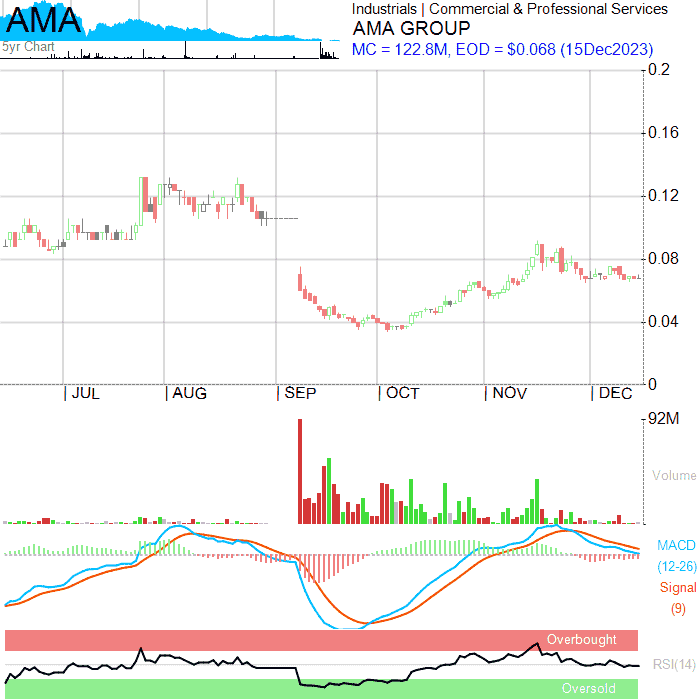 AMA
5yr Chart
Industrials | Commercial & Professional Services
AMA GROUP
MC = 122.8M, EOD = $0.068 (15Dec2023)
0.2
0.16
0.12
0.08
0.04
0
JUL AUG SEP OCT NOV DEC
92M
Volume
MACD
(12-26)
Signal
(9)
Overbought
RSI(14)
Oversold